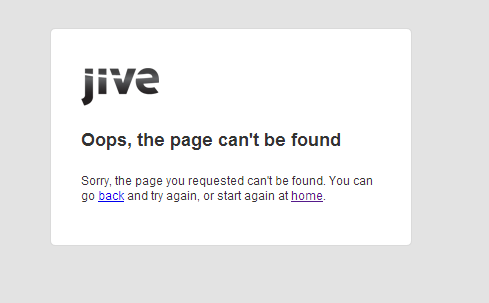 jive
Oops, the page can't be found
Sorry, the page you requested can't be found. You can
go back and try again, or start again at home.